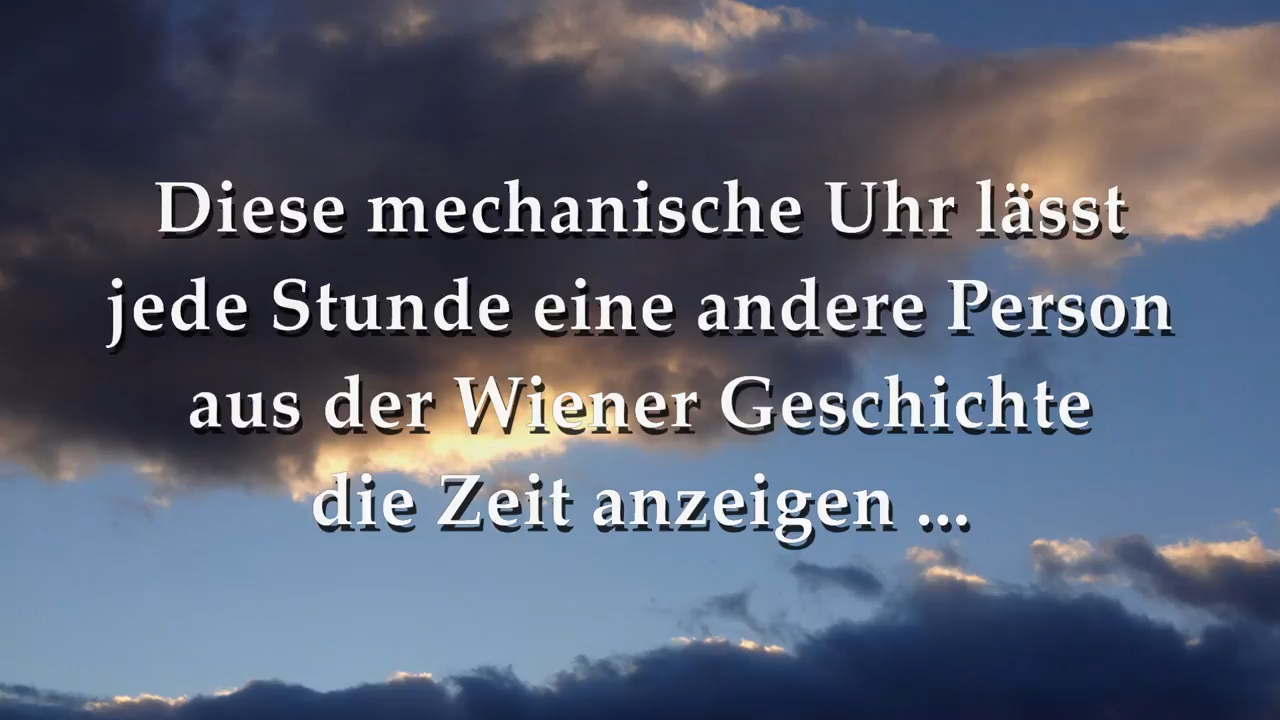 Diese mechanische Uhr lässt
jede Stunde eine andere Person
aus der Wiener Geschichte
die Zeit anzeigen ...